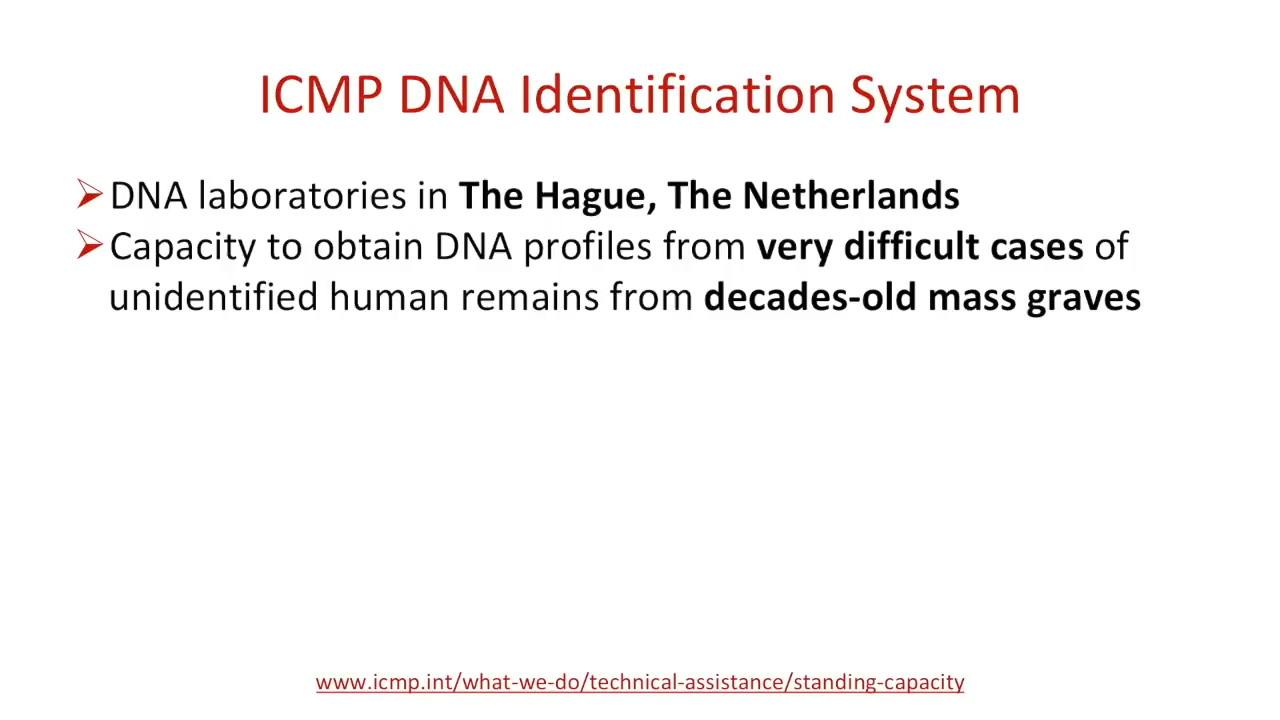 ICMP DNA Identification System
➢DNA laboratories in The Hague, The Netherlands
➢Capacity to obtain DNA profiles from very difficult cases of
unidentified human remains from decades-old mass graves
www.icmp.int/what-we-do/technical-assistance/standing-capacity